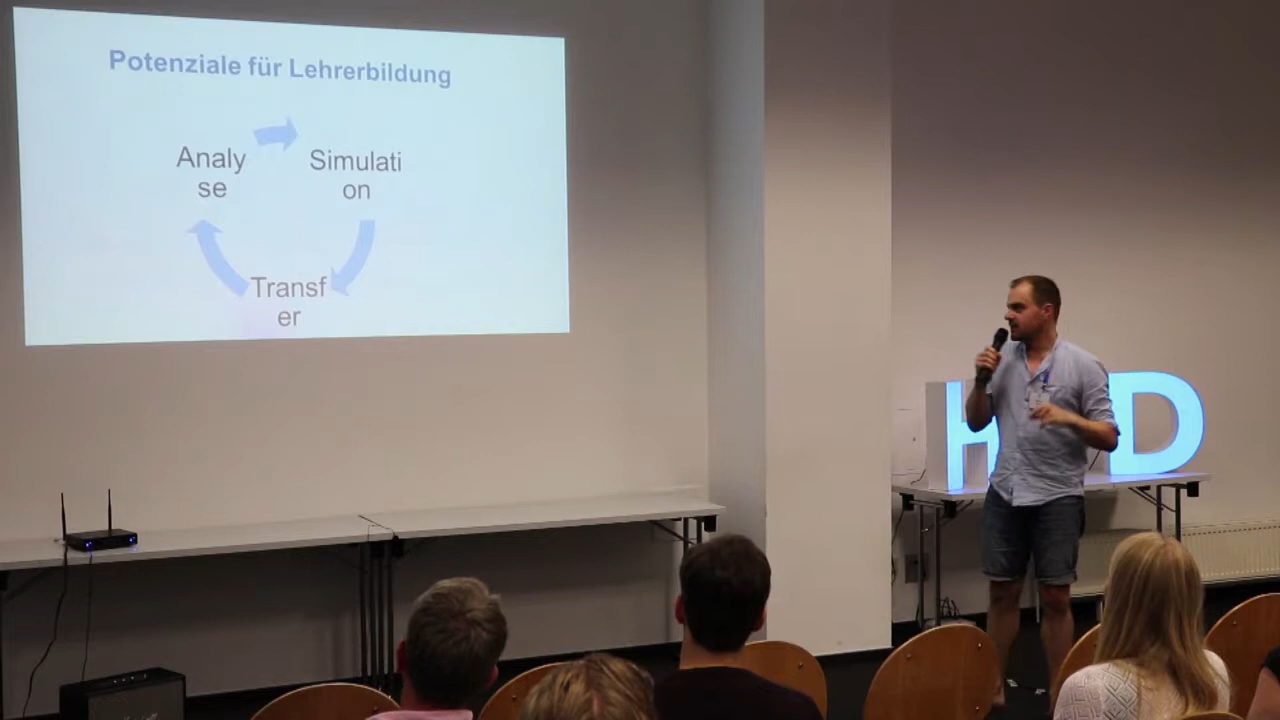 Potenziale für Lehrerbildung
Analy
se
Simulati
on
Transf
er
H
D